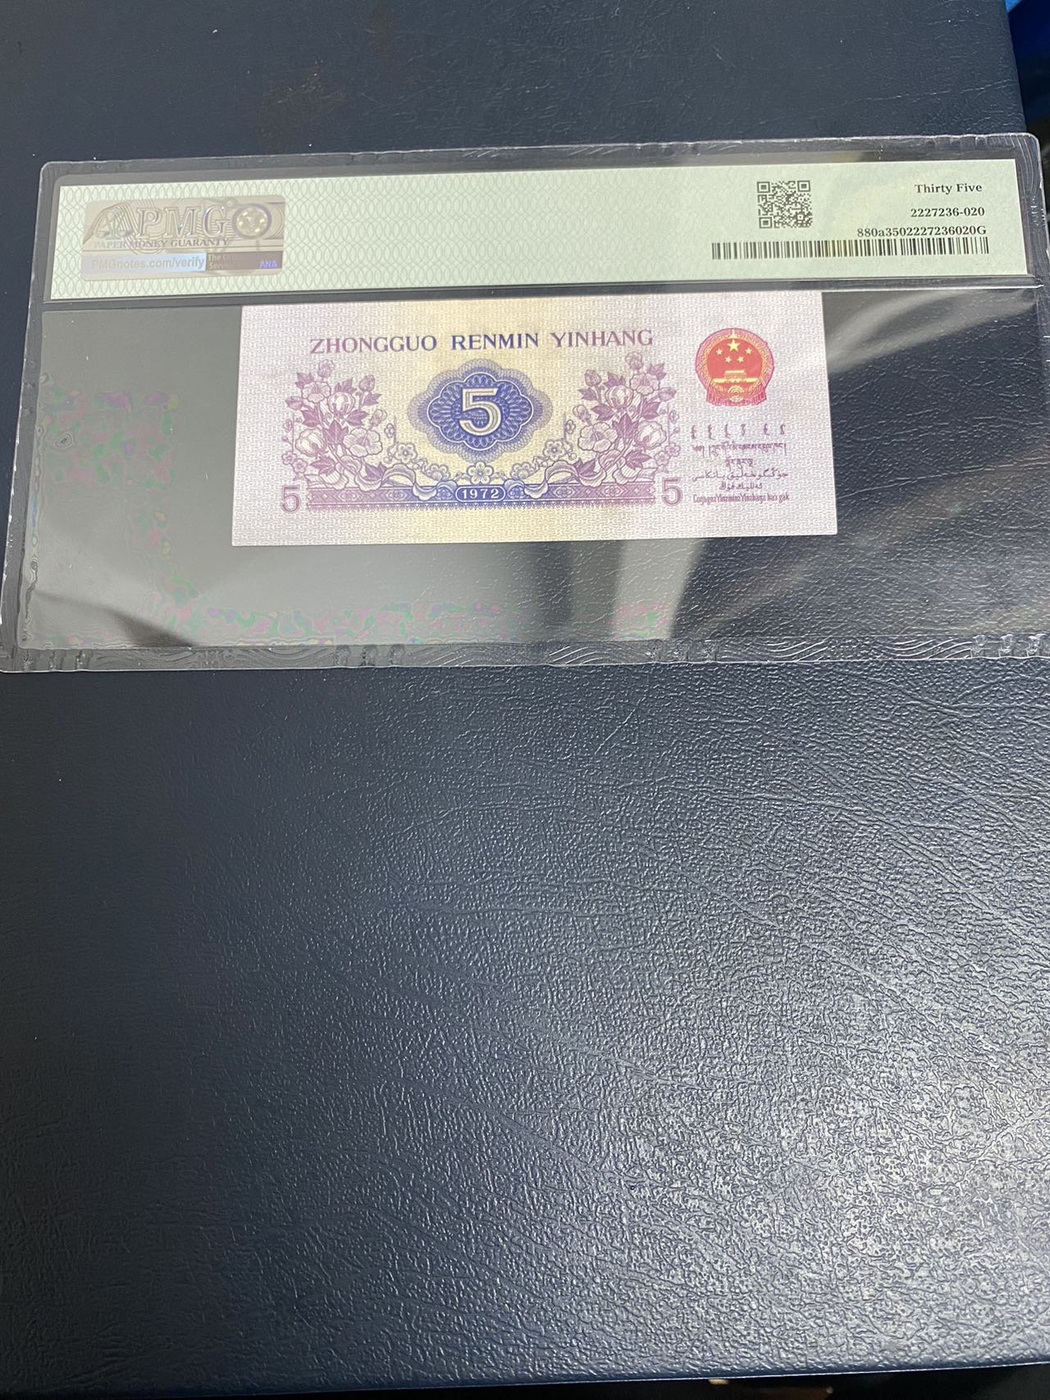 PMG
PAPER MONEY GUARANTY
PMGnotes.com/verify
ANA
Thirty Five
2227236-020
880a3502227236020G
ZHONGGUO RENMIN YINHANG
5
5
1972
5